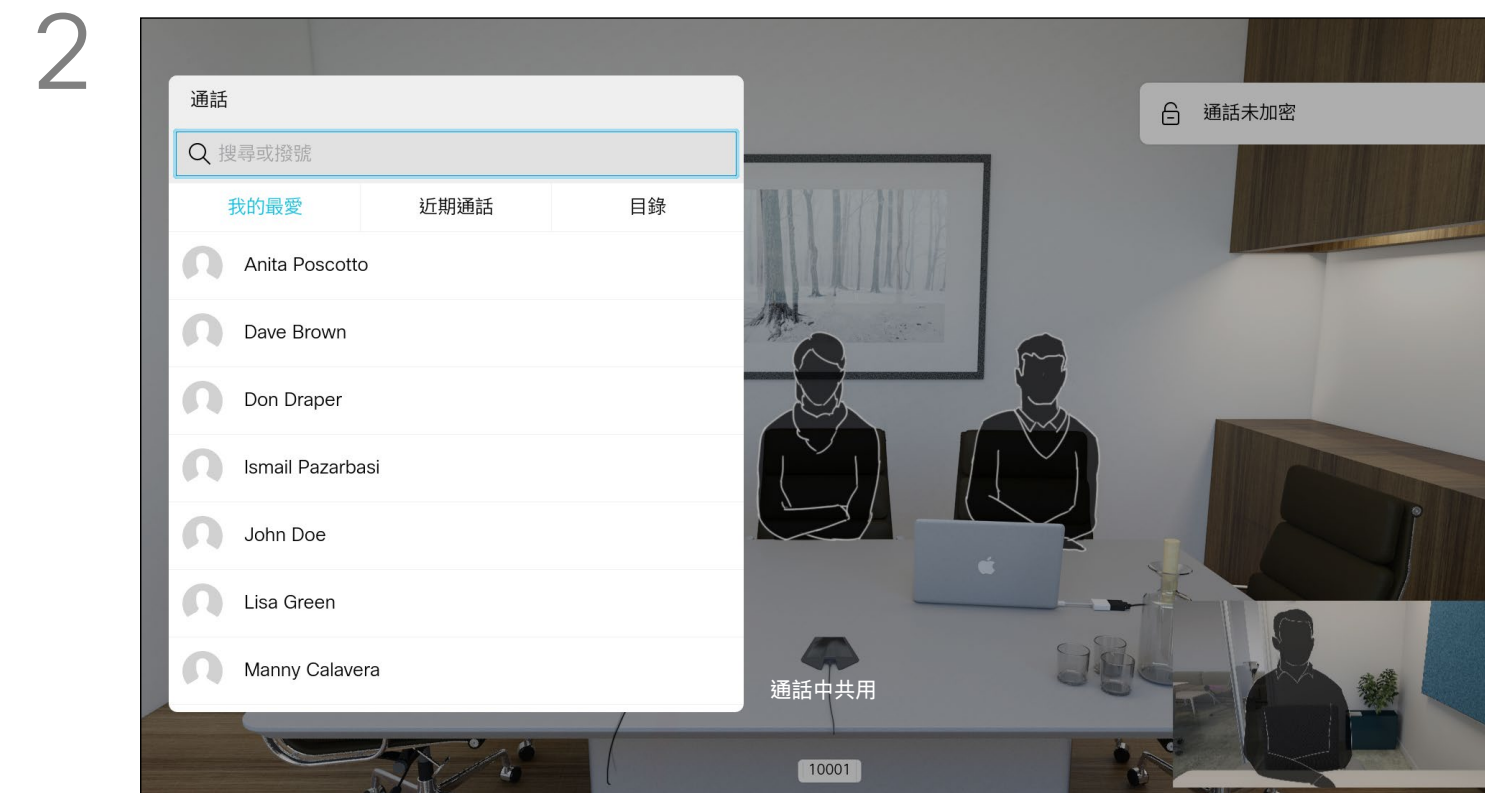 2
通話
通話未加密
搜尋或撥號
我的最愛 近期通話 目錄
Anita Poscotto
Dave Brown
Don Draper
Ismail Pazarbasi
John Doe
Lisa Green
Manny Calavera
通話中共用
10001